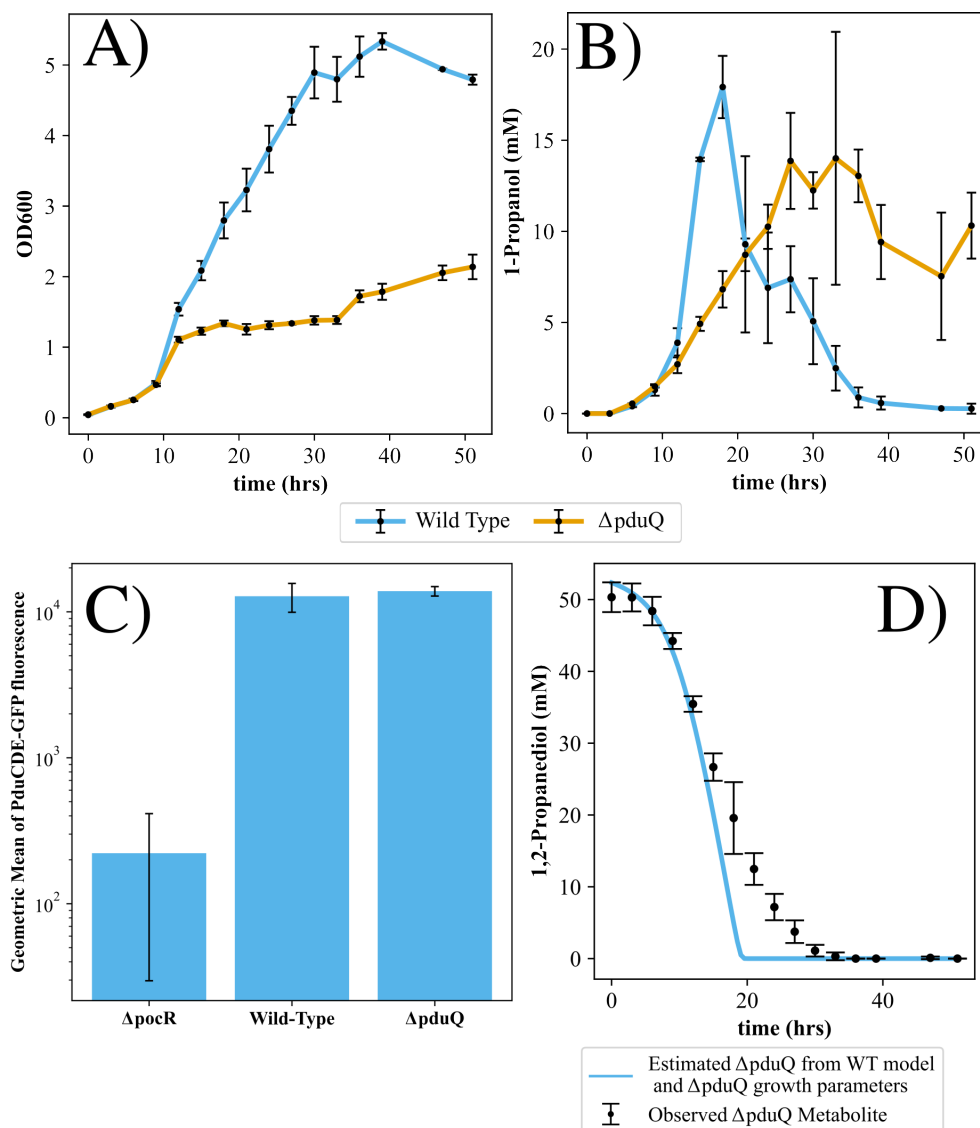 A)
OD600
5
4
3
2
1
0
0 10 20 30 40 50
time (hrs)
B)
1-Propanol (mM)
20
15
10
5
0
0 10 20 30 40 50
time (hrs)
Wild Type ΔpduQ
C)
Geometric Mean of PduCDE-GFP fluorescence
10⁴
10³
10²
ΔpocR Wild-Type ΔpduQ
D)
1,2-Propanediol (mM)
50
40
30
20
10
0
0 20 40
time (hrs)
Estimated ΔpduQ from WT model
and ΔpduQ growth parameters
Observed ΔpduQ Metabolite